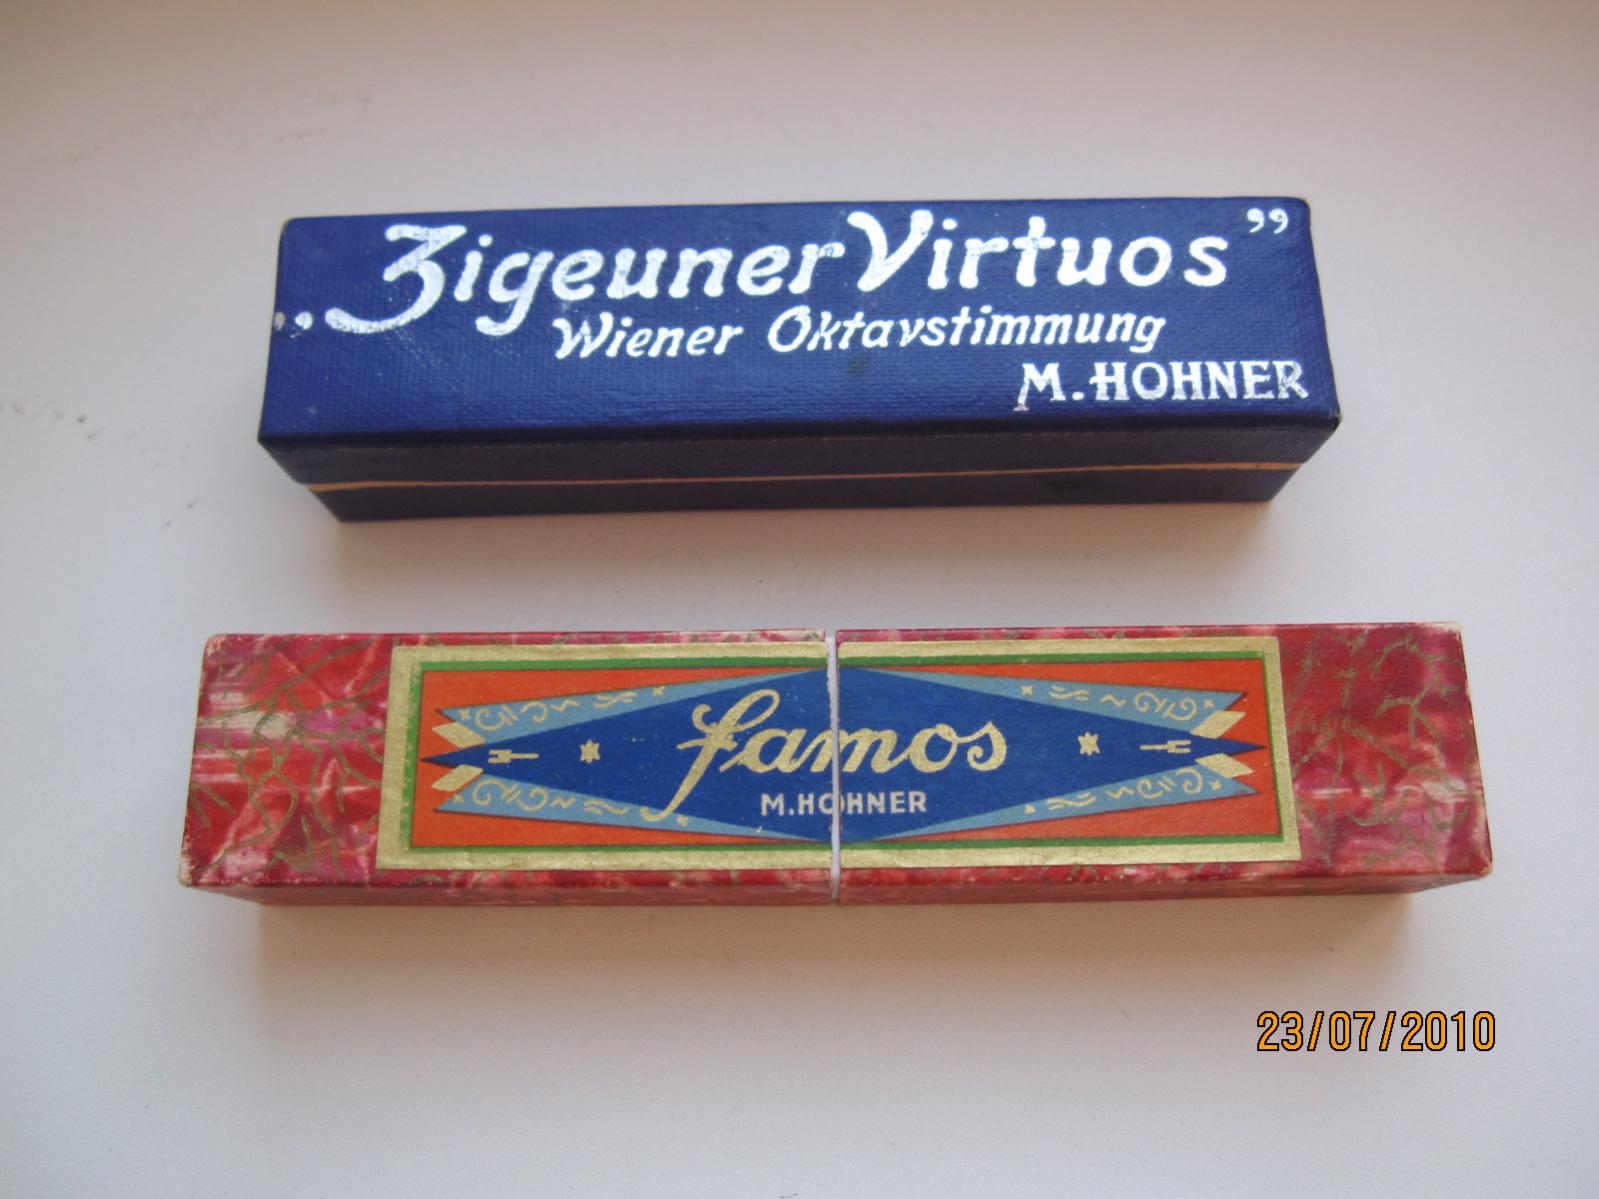 „Zigeuner Virtuos”
Wiener Oktavstimmung
M. HOHNER
famos
M. HOHNER
23/07/2010